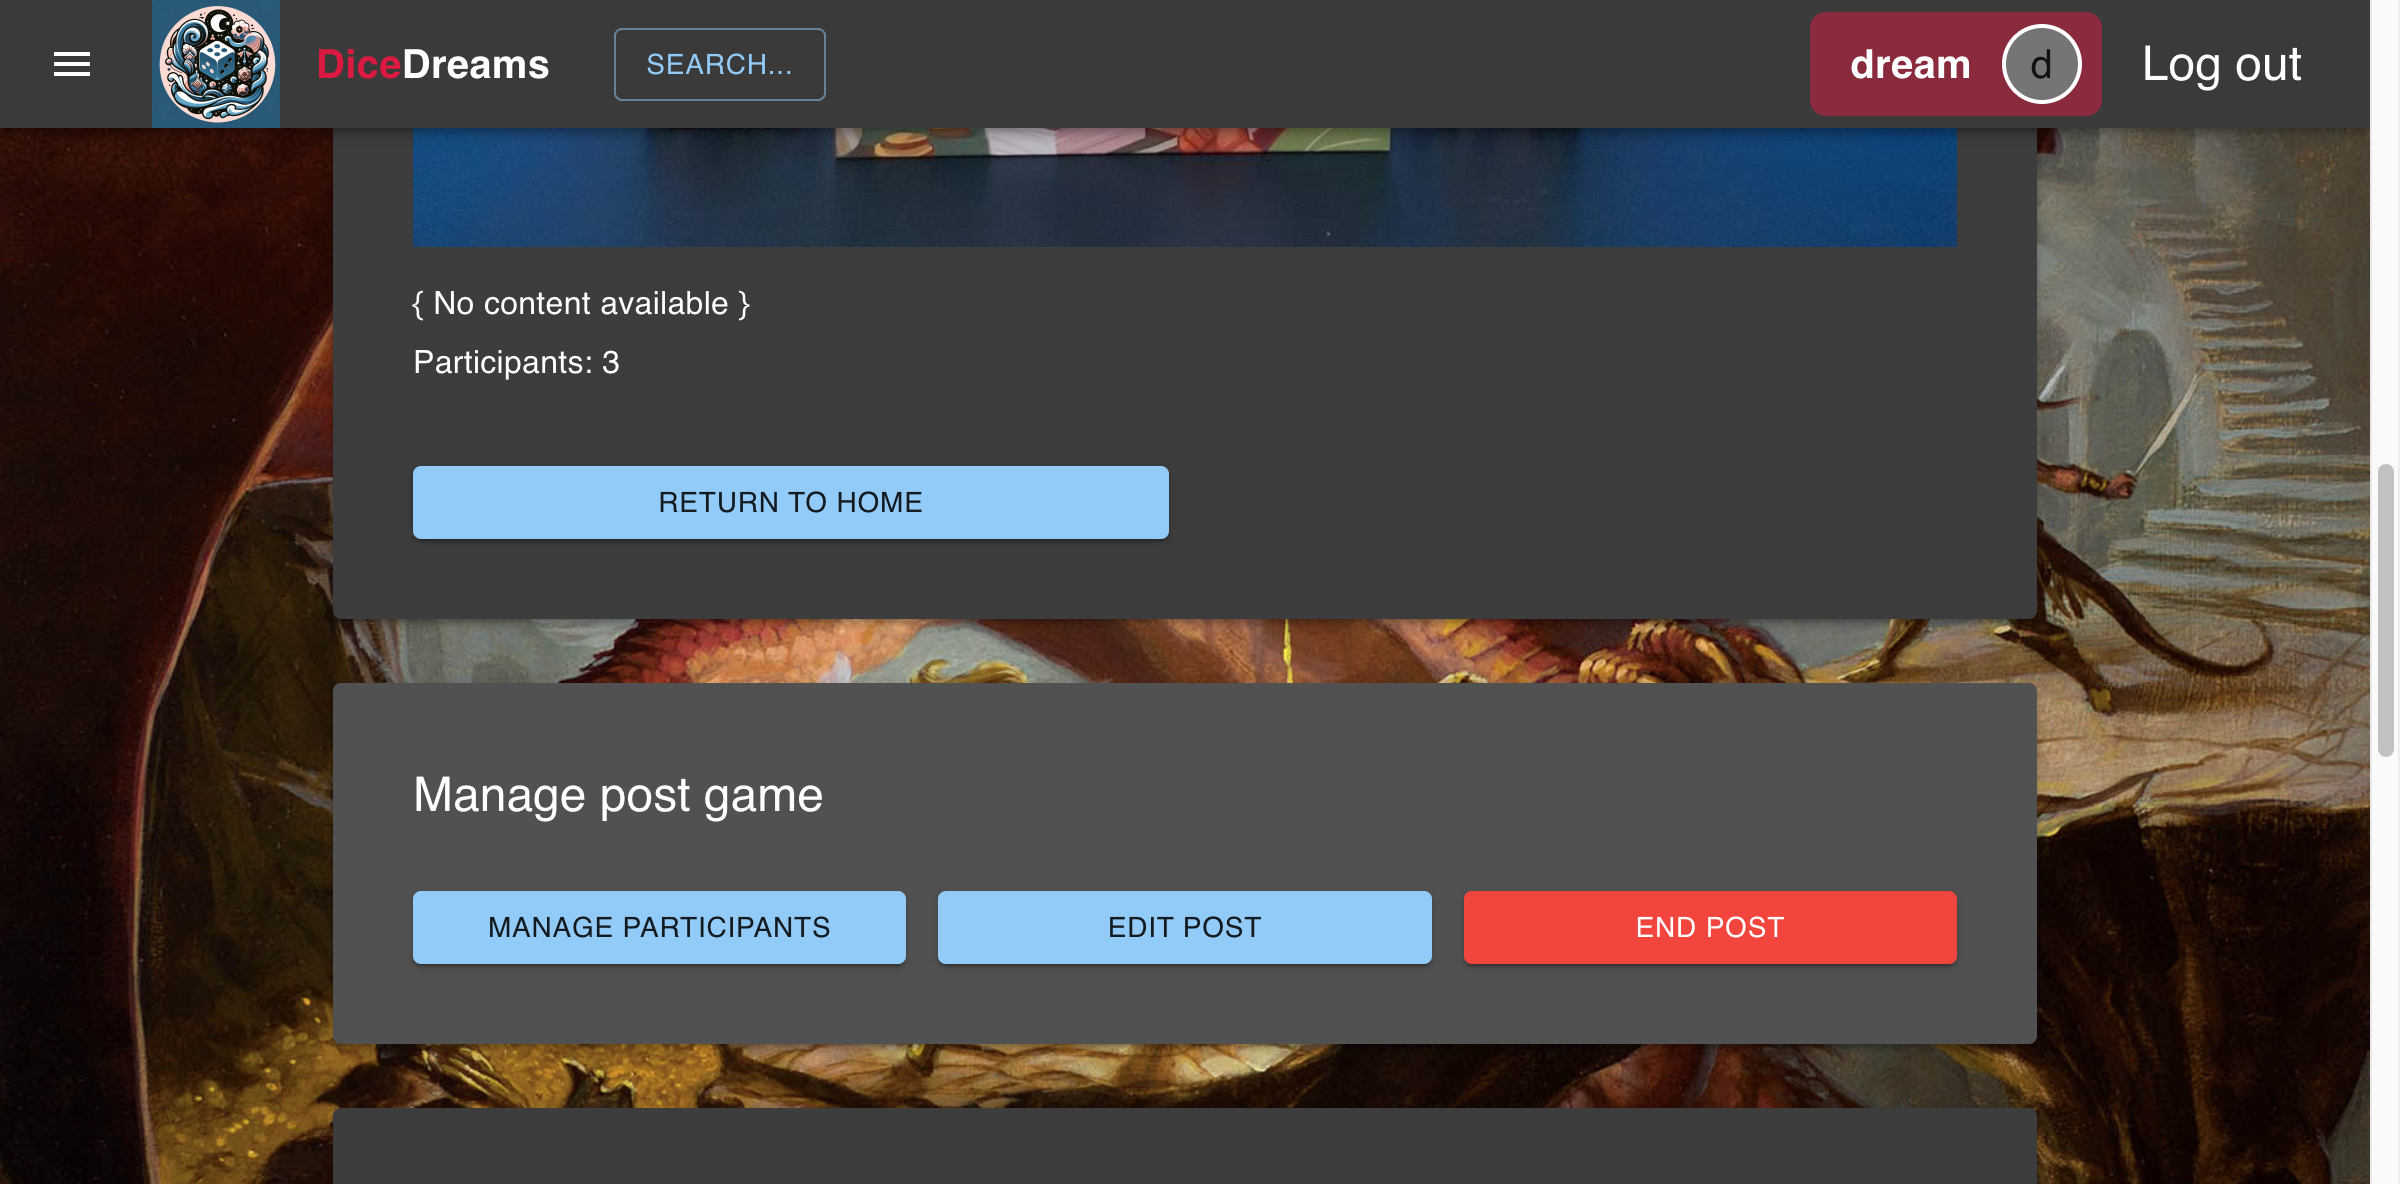 DiceDreams
SEARCH...
dream
d
Log out
{ No content available }
Participants: 3
RETURN TO HOME
Manage post game
MANAGE PARTICIPANTS
EDIT POST
END POST